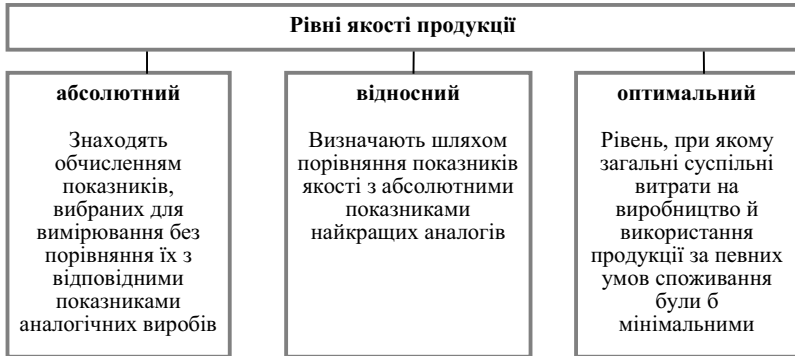 Рівні якості продукції
абсолютний
Знаходять
обчисленням
показників,
вибраних для
вимірювання без
порівняння їх з
відповідними
показниками
аналогічних виробів
відносний
Визначають шляхом
порівняння показників
якості з абсолютними
показниками
найкращих аналогів
оптимальний
Рівень, при якому
загальні суспільні
витрати на
виробництво й
використання
продукції за певних
умов споживання
були б
мінімальними